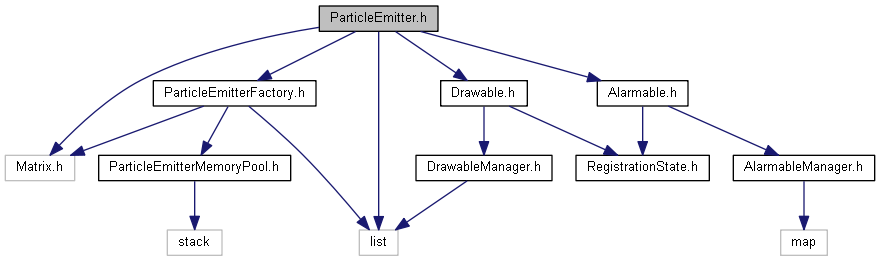 ParticleEmitter.h
ParticleEmitterFactory.h
Drawable.h
Alarmable.h
Matrix.h
ParticleEmitterMemoryPool.h
DrawableManager.h
RegistrationState.h
AlarmableManager.h
stack
list
map